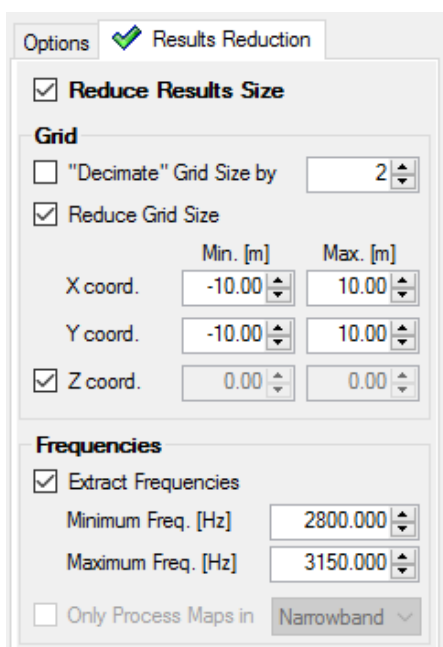 Options Results Reduction
Reduce Results Size
Grid
"Decimate" Grid Size by 2
Reduce Grid Size
Min. [m] Max. [m]
X coord. -10.00 10.00
Y coord. -10.00 10.00
Z coord. 0.00 0.00
Frequencies
Extract Frequencies
Minimum Freq. [Hz] 2800.000
Maximum Freq. [Hz] 3150.000
Only Process Maps in Narrowband